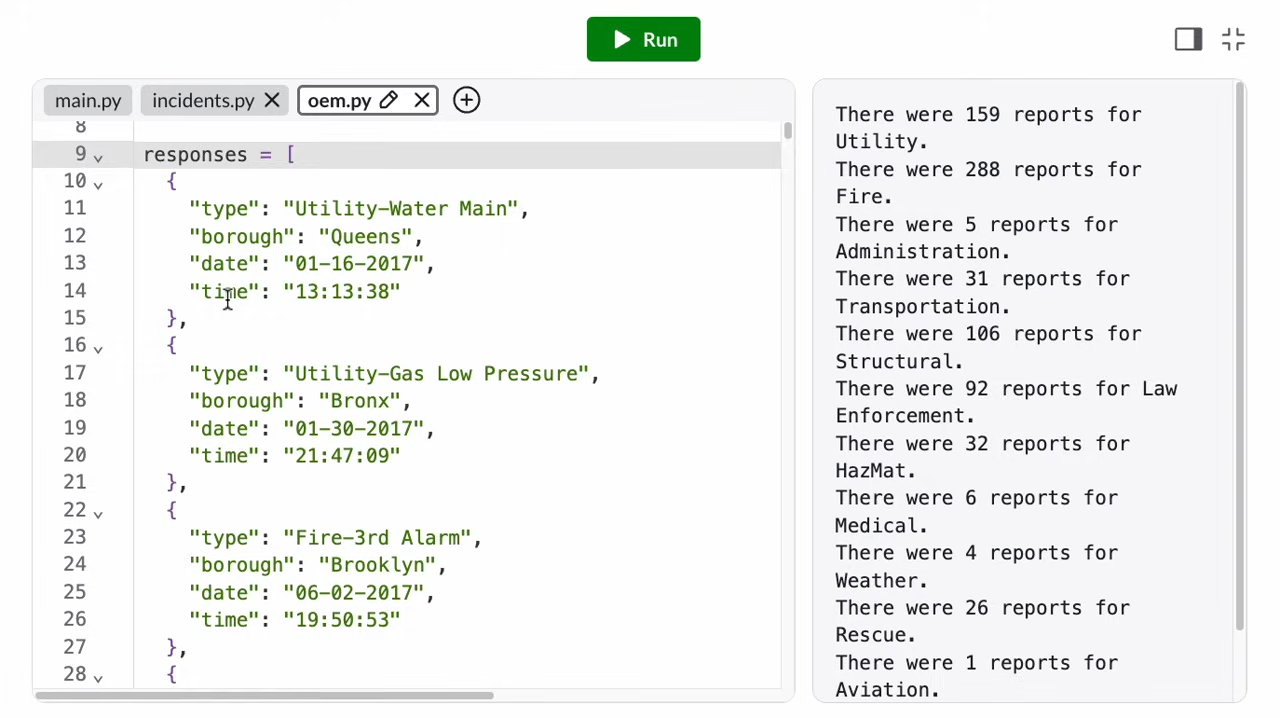 Run
main.py
incidents.py
oem.py
8
9 responses = [
10 {
11 "type": "Utility-Water Main",
12 "borough": "Queens",
13 "date": "01-16-2017",
14 "time": "13:13:38"
15 },
16 {
17 "type": "Utility-Gas Low Pressure",
18 "borough": "Bronx",
19 "date": "01-30-2017",
20 "time": "21:47:09"
21 },
22 {
23 "type": "Fire-3rd Alarm",
24 "borough": "Brooklyn",
25 "date": "06-02-2017",
26 "time": "19:50:53"
27 },
28 {
There were 159 reports for
Utility.
There were 288 reports for
Fire.
There were 5 reports for
Administration.
There were 31 reports for
Transportation.
There were 106 reports for
Structural.
There were 92 reports for Law
Enforcement.
There were 32 reports for
HazMat.
There were 6 reports for
Medical.
There were 4 reports for
Weather.
There were 26 reports for
Rescue.
There were 1 reports for
Aviation.